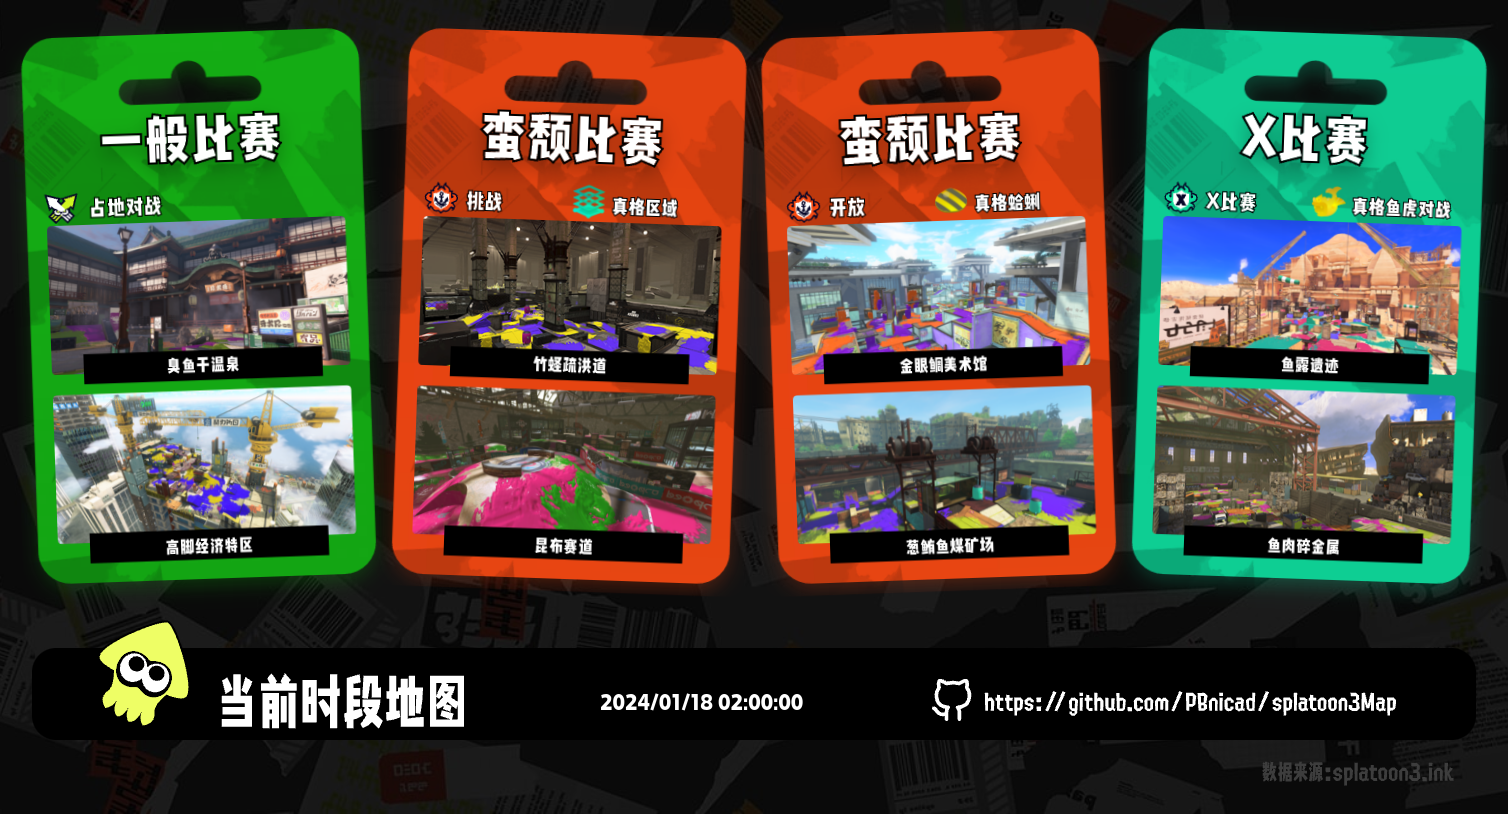 一般比赛
占地对战
臭鱼干温泉
高脚经济特区
蛮颓比赛
挑战
真格区域
竹蛏疏洪道
昆布赛道
蛮颓比赛
开放
真格蛤蜊
金眼鲷美术馆
葱鲔鱼煤矿场
X比赛
X比赛
真格鱼虎对战
鱼露遗迹
鱼肉碎金属
当前时段地图
2024/01/18 02:00:00
https://github.com/PBnicad/splatoon3Map
数据来源:splatoon3.ink